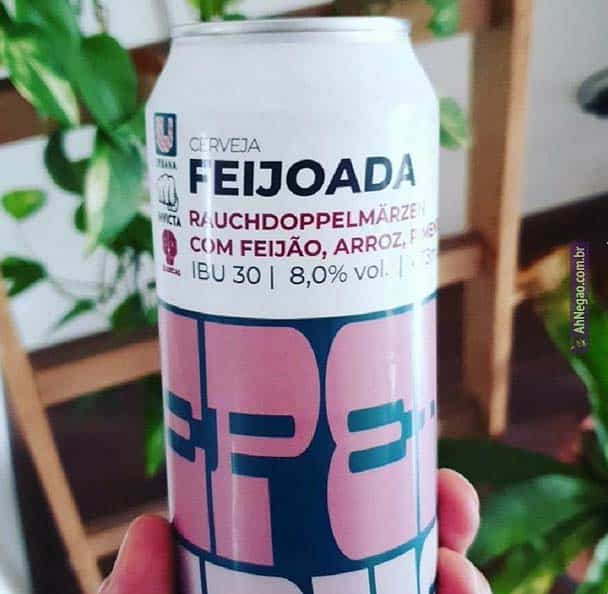 CERVEJA
FEIJOADA
RAUCHDOPPELMÄRZEN
COM FEIJÃO, ARROZ,
IBU 30 | 8,0% vol. |
URBANA
INVICTA
AhNegao.com.br